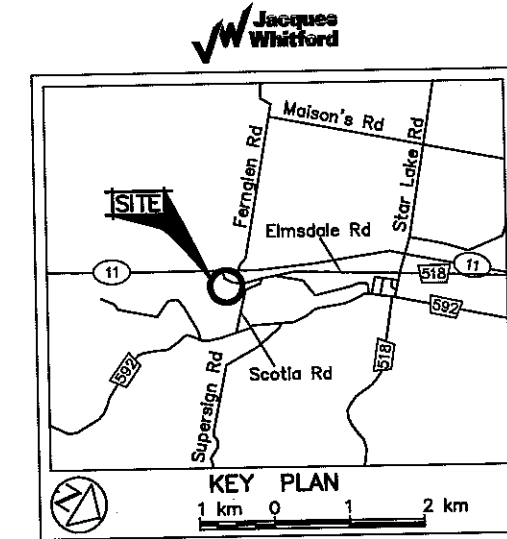 Jacques
Whitford
Maison's Rd
Fernglen Rd
Star Lake Rd
SITE
Elmsdale Rd
11
11
518
592
592
518
Scotia Rd
Supersign Rd
KEY PLAN
N
1 km 0 1 2 km